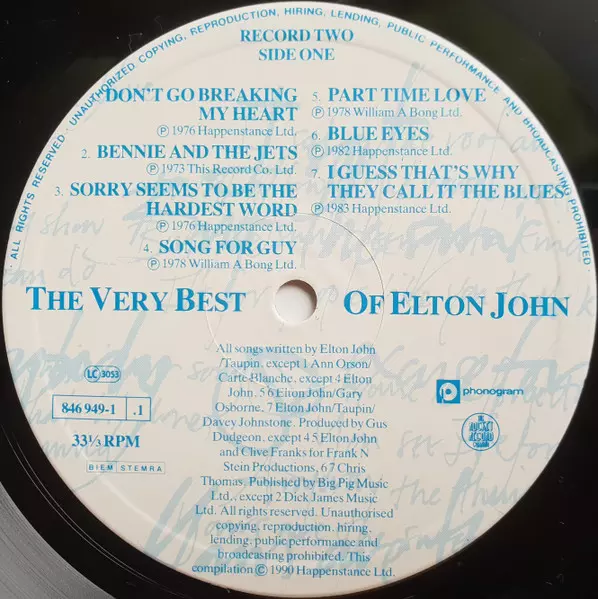 ALL RIGHTS RESERVED · UNAUTHORIZED COPYING, REPRODUCTION, HIRING, LENDING, PUBLIC PERFORMANCE AND BROADCASTING PROHIBITED ·
RECORD TWO
SIDE ONE
DON'T GO BREAKING
MY HEART
Ⓟ 1976 Happenstance Ltd.
2. BENNIE AND THE JETS
Ⓟ 1973 This Record Co. Ltd.
3. SORRY SEEMS TO BE THE
HARDEST WORD
Ⓟ 1976 Happenstance Ltd.
4. SONG FOR GUY
Ⓟ 1978 William A Bong Ltd.
5. PART TIME LOVE
Ⓟ 1978 William A Bong Ltd.
6. BLUE EYES
Ⓟ 1982 Happenstance Ltd.
7. I GUESS THAT'S WHY
THEY CALL IT THE BLUES
Ⓟ 1983 Happenstance Ltd.
THE VERY BEST OF ELTON JOHN
All songs written by Elton John
/Taupin, except 1 Ann Orson/
Carte Blanche, except 4 Elton
John, 5 6 Elton John/Gary
Osborne, 7 Elton John/Taupin/
Davey Johnstone. Produced by Gus
Dudgeon, except 4 5 Elton John
and Clive Franks for Frank N
Stein Productions, 6 7 Chris
Thomas, Published by Big Pig Music
Ltd., except 2 Dick James Music
Ltd. All rights reserved. Unauthorised
copying, reproduction, hiring,
lending, public performance and
broadcasting prohibited. This
compilation Ⓟ 1990 Happenstance Ltd.
LC 3053
846 949-1 .1
33⅓ RPM
BIEM STEMRA
phonogram
THE
ROCKET
RECORD
COMPANY